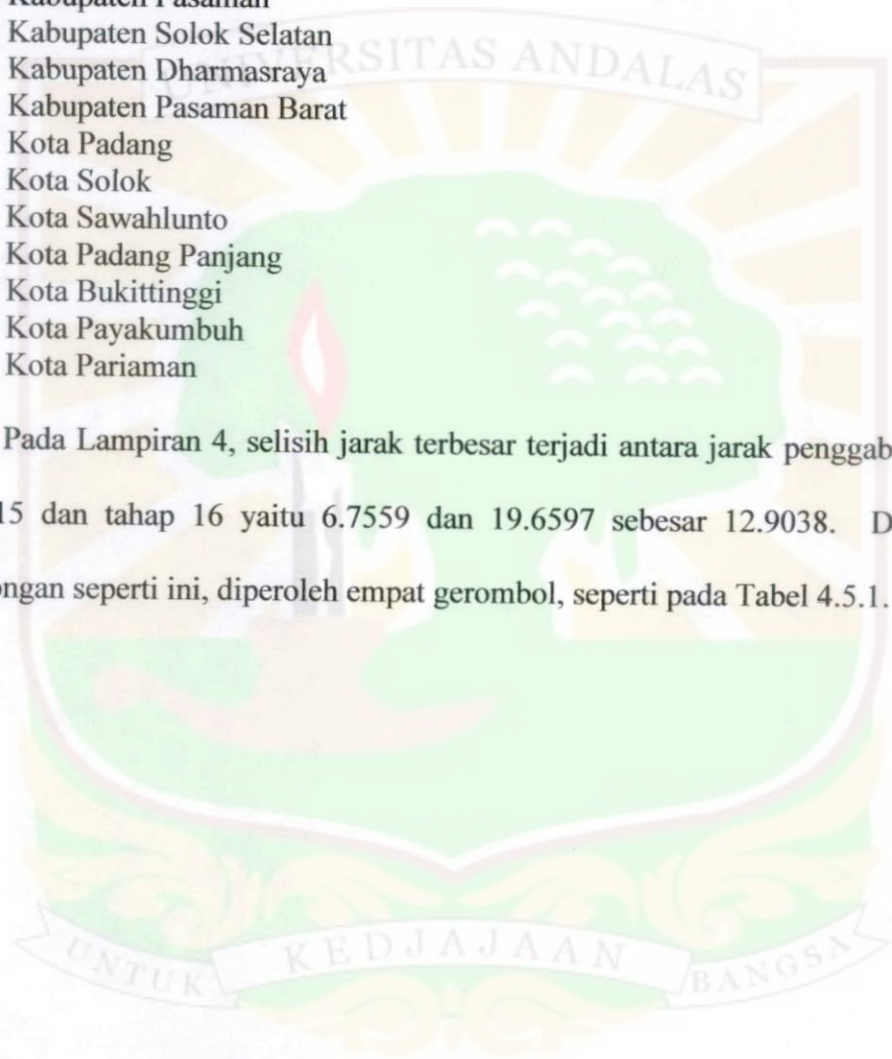 Kabupaten Pasaman
Kabupaten Solok Selatan
Kabupaten Dharmasraya
Kabupaten Pasaman Barat
Kota Padang
Kota Solok
Kota Sawahlunto
Kota Padang Panjang
Kota Bukittinggi
Kota Payakumbuh
Kota Pariaman
Pada Lampiran 4, selisih jarak terbesar terjadi antara jarak penggab
15 dan tahap 16 yaitu 6.7559 dan 19.6597 sebesar 12.9038. D
ongan seperti ini, diperoleh empat gerombol, seperti pada Tabel 4.5.1.
UNIVERSITAS ANDALAS
UNTUK KEDJAJAAN BANGSA